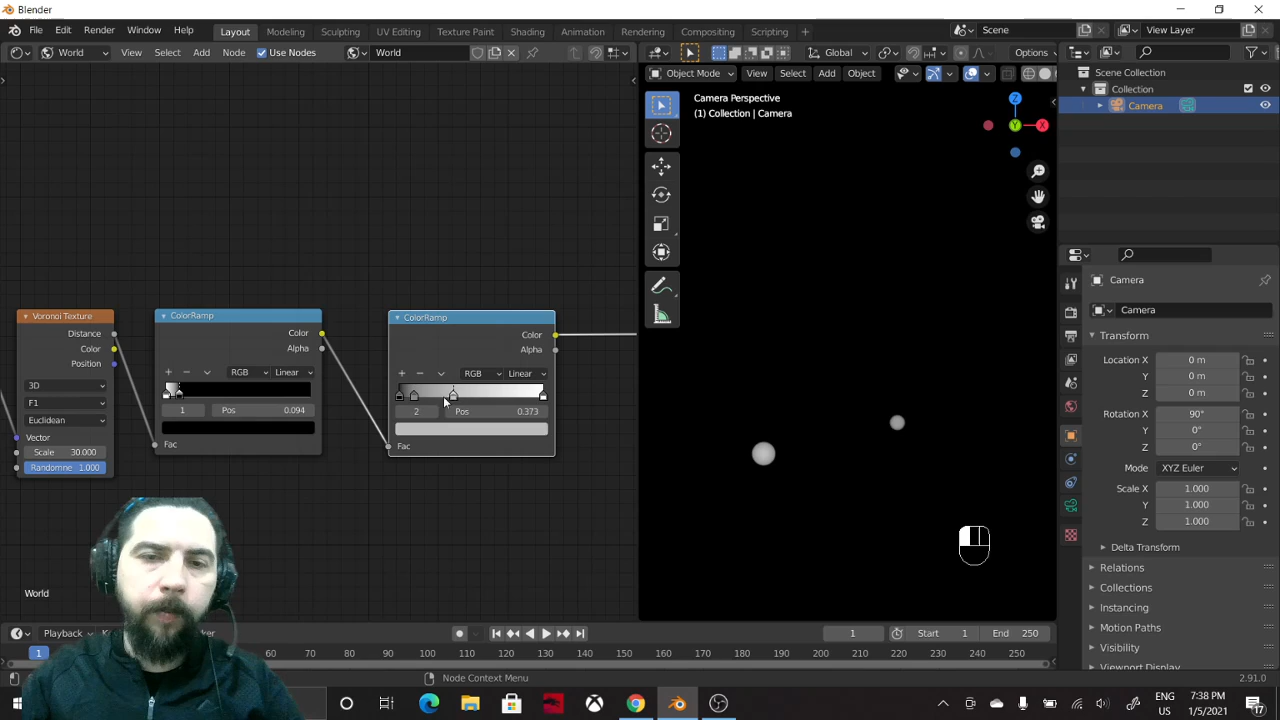 Blender
File Edit Render Window Help
Layout Modeling Sculpting UV Editing Texture Paint Shading Animation Rendering Compositing Scripting
Scene
View Layer
World
View Select Add Node
Use Nodes
World
Global
Options
Object Mode
View Select Add Object
Scene Collection
Collection
Camera
Camera Perspective
(1) Collection | Camera
Z
Y
X
Voronoi Texture
Distance
Color
Position
3D
F1
Euclidean
Vector
Scale 30.000
Randomne 1.000
ColorRamp
Color
Alpha
RGB
Linear
1
Pos 0.094
Fac
ColorRamp
Color
Alpha
RGB
Linear
2
Pos 0.373
Fac
Camera
Camera
Transform
Location X 0 m
Y 0 m
Z 0 m
Rotation X 90°
Y 0°
Z 0°
Mode XYZ Euler
Scale X 1.000
Y 1.000
Z 1.000
Delta Transform
Relations
Collections
Instancing
Motion Paths
Visibility
Viewport Display
World
Playback
1
Start 1
End 250
1
60 70 80 90 100 110 120 130 140 150 160 170 180 190 200 210 220 230 240 250
Node Context Menu
2.91.0
ENG
US
7:38 PM
1/5/2021
17